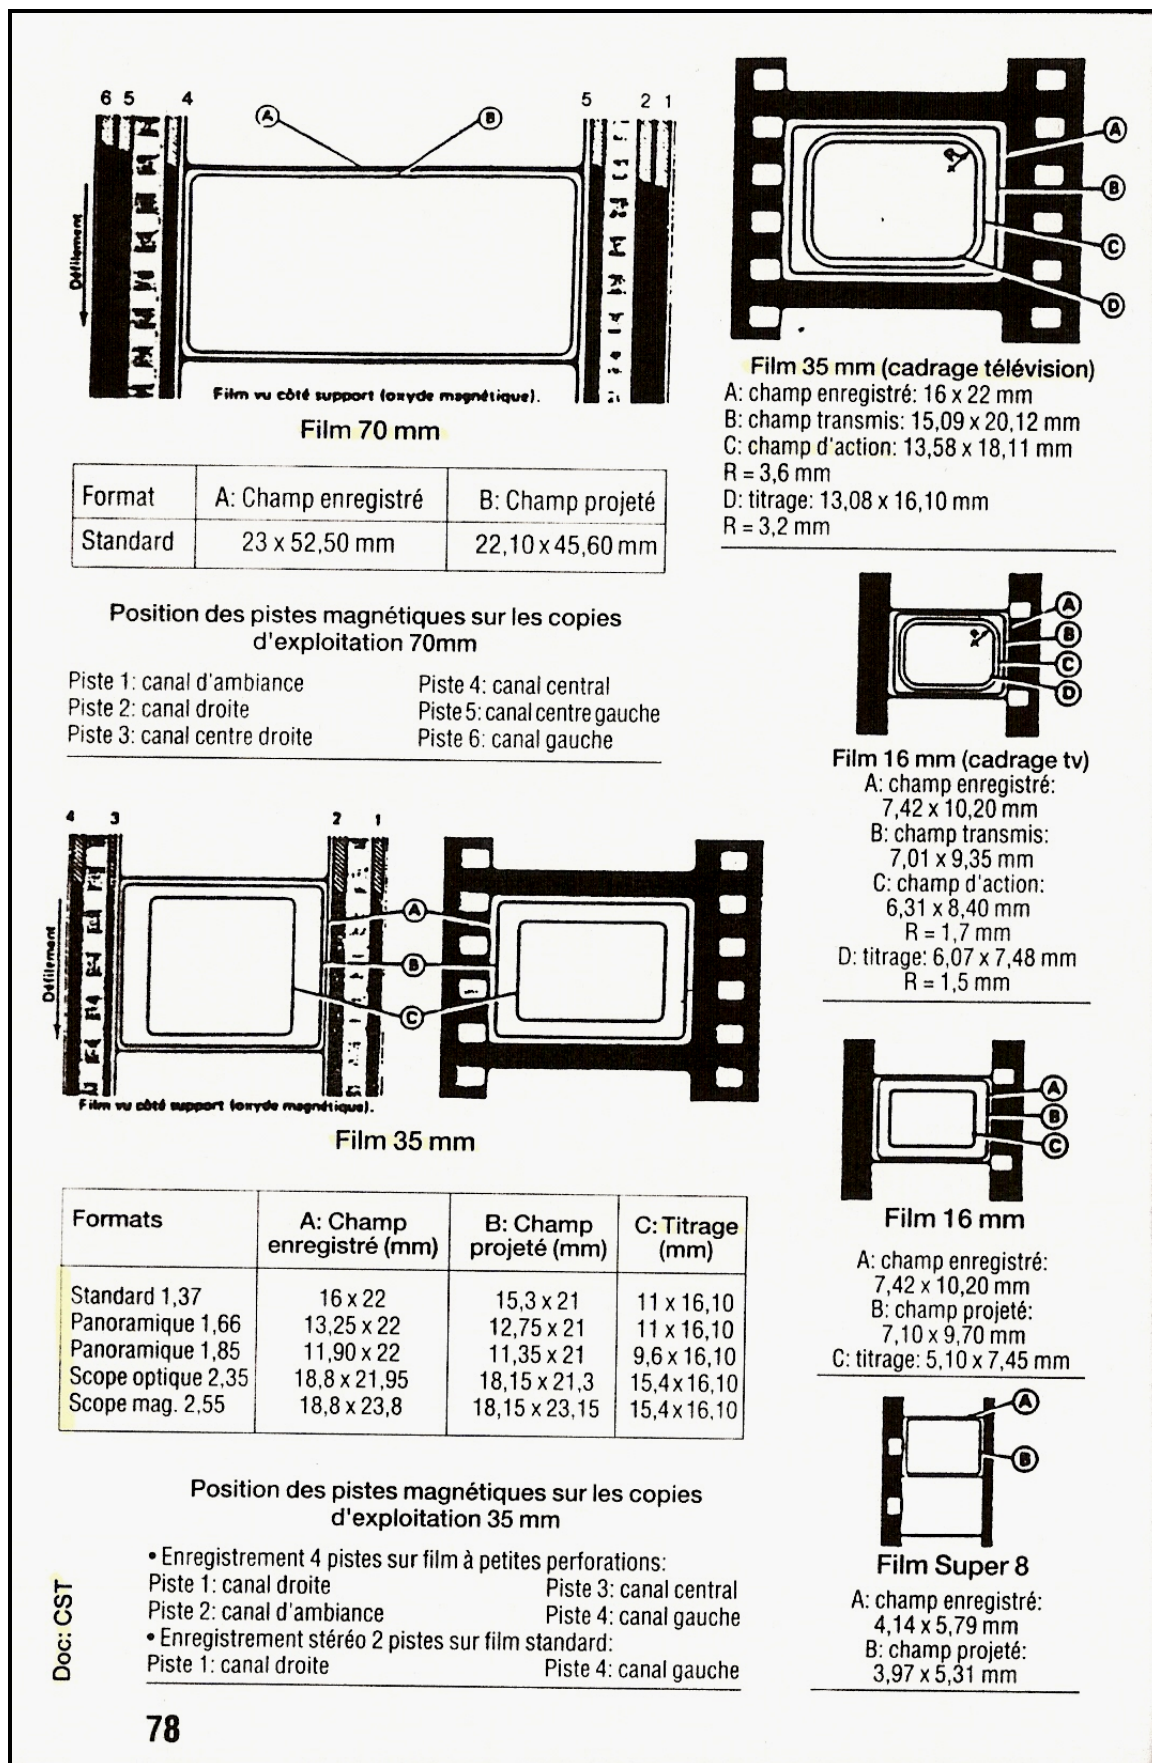 6 5 4 A B 5 2 1
Défilement
Film vu côté support (oxyde magnétique).
Film 70 mm
Format A: Champ enregistré B: Champ projeté
Standard 23 x 52,50 mm 22,10 x 45,60 mm
Position des pistes magnétiques sur les copies
d'exploitation 70mm
Piste 1: canal d'ambiance Piste 4: canal central
Piste 2: canal droite Piste 5: canal centre gauche
Piste 3: canal centre droite Piste 6: canal gauche
4 3 2 1
A
B
C
Défilement
Film vu côté support (oxyde magnétique).
Film 35 mm
Formats A: Champ enregistré (mm) B: Champ projeté (mm) C: Titrage (mm)
Standard 1,37 16 x 22 15,3 x 21 11 x 16,10
Panoramique 1,66 13,25 x 22 12,75 x 21 11 x 16,10
Panoramique 1,85 11,90 x 22 11,35 x 21 9,6 x 16,10
Scope optique 2,35 18,8 x 21,95 18,15 x 21,3 15,4 x 16,10
Scope mag. 2,55 18,8 x 23,8 18,15 x 23,15 15,4 x 16,10
Position des pistes magnétiques sur les copies
d'exploitation 35 mm
• Enregistrement 4 pistes sur film à petites perforations:
Piste 1: canal droite Piste 3: canal central
Piste 2: canal d'ambiance Piste 4: canal gauche
• Enregistrement stéréo 2 pistes sur film standard:
Piste 1: canal droite Piste 4: canal gauche
Doc: CST
78
A
B
C
D
Film 35 mm (cadrage télévision)
A: champ enregistré: 16 x 22 mm
B: champ transmis: 15,09 x 20,12 mm
C: champ d'action: 13,58 x 18,11 mm
R = 3,6 mm
D: titrage: 13,08 x 16,10 mm
R = 3,2 mm
A
B
C
D
Film 16 mm (cadrage tv)
A: champ enregistré:
7,42 x 10,20 mm
B: champ transmis:
7,01 x 9,35 mm
C: champ d'action:
6,31 x 8,40 mm
R = 1,7 mm
D: titrage: 6,07 x 7,48 mm
R = 1,5 mm
A
B
C
Film 16 mm
A: champ enregistré:
7,42 x 10,20 mm
B: champ projeté:
7,10 x 9,70 mm
C: titrage: 5,10 x 7,45 mm
A
B
Film Super 8
A: champ enregistré:
4,14 x 5,79 mm
B: champ projeté:
3,97 x 5,31 mm